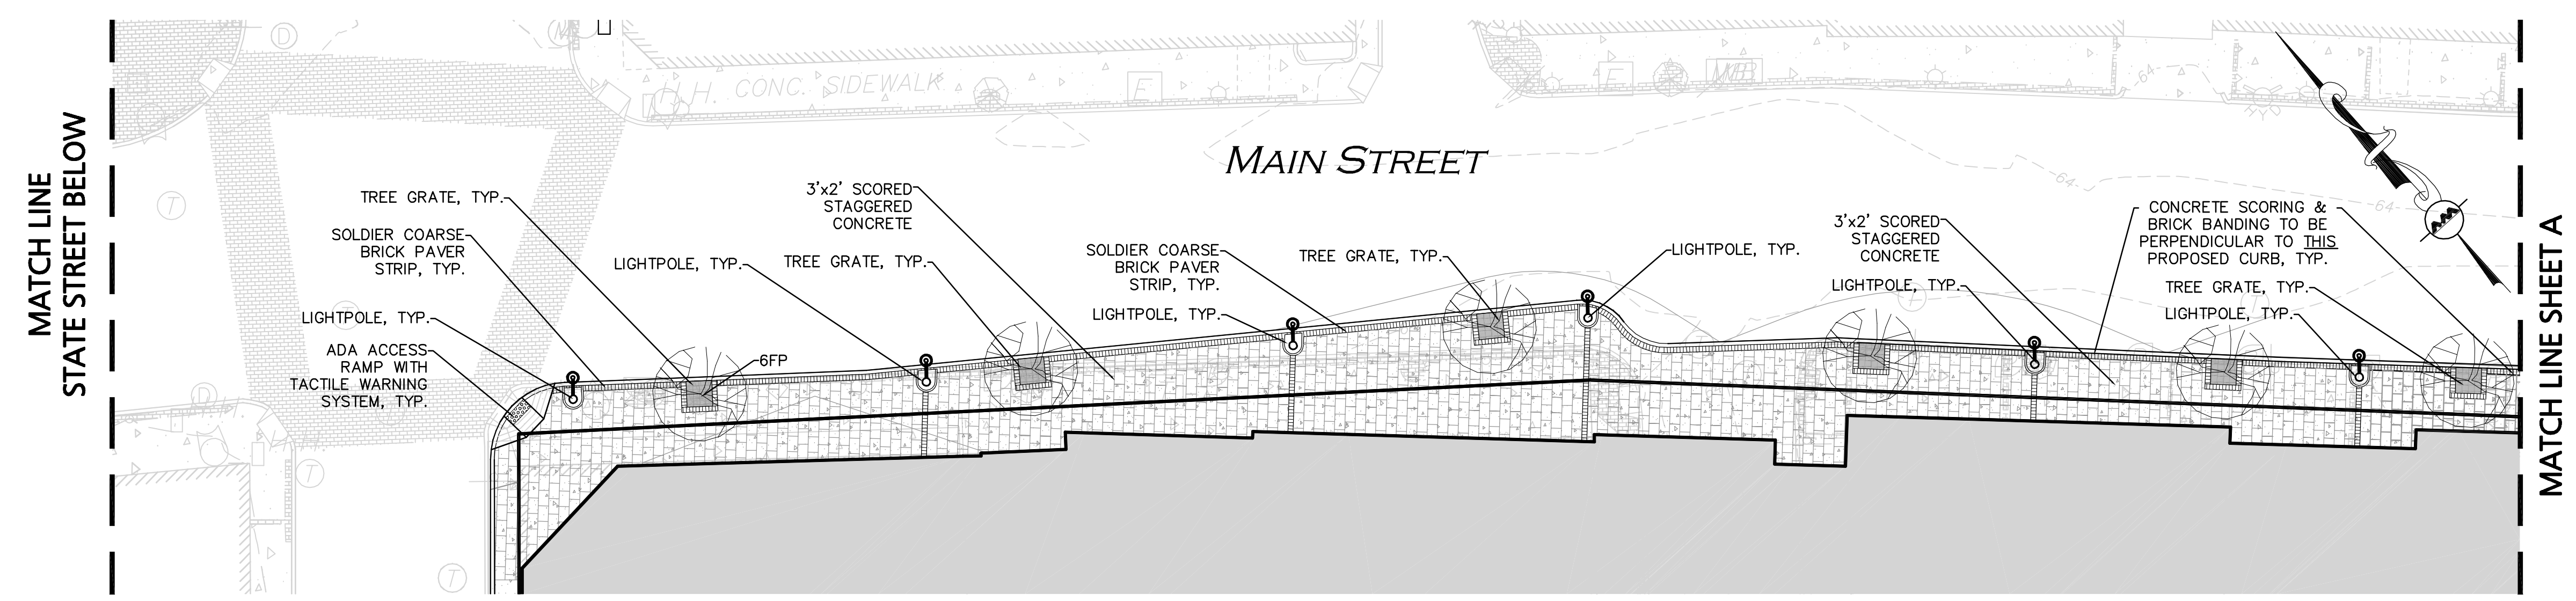 MATCH LINE
STATE STREET BELOW
H. CONC. SIDEWALK
MAIN STREET
TREE GRATE, TYP.
SOLDIER COARSE
BRICK PAVER
STRIP, TYP.
LIGHTPOLE, TYP.
ADA ACCESS
RAMP WITH
TACTILE WARNING
SYSTEM, TYP.
6FP
LIGHTPOLE, TYP.
3'x2' SCORED
STAGGERED
CONCRETE
TREE GRATE, TYP.
SOLDIER COARSE
BRICK PAVER
STRIP, TYP.
LIGHTPOLE, TYP.
TREE GRATE, TYP.
LIGHTPOLE, TYP.
3'x2' SCORED
STAGGERED
CONCRETE
LIGHTPOLE, TYP.
CONCRETE SCORING &
BRICK BANDING TO BE
PERPENDICULAR TO THIS
PROPOSED CURB, TYP.
TREE GRATE, TYP.
LIGHTPOLE, TYP.
64
64
64
D
E
E
T
T
T
D
T
MATCH LINE SHEET A